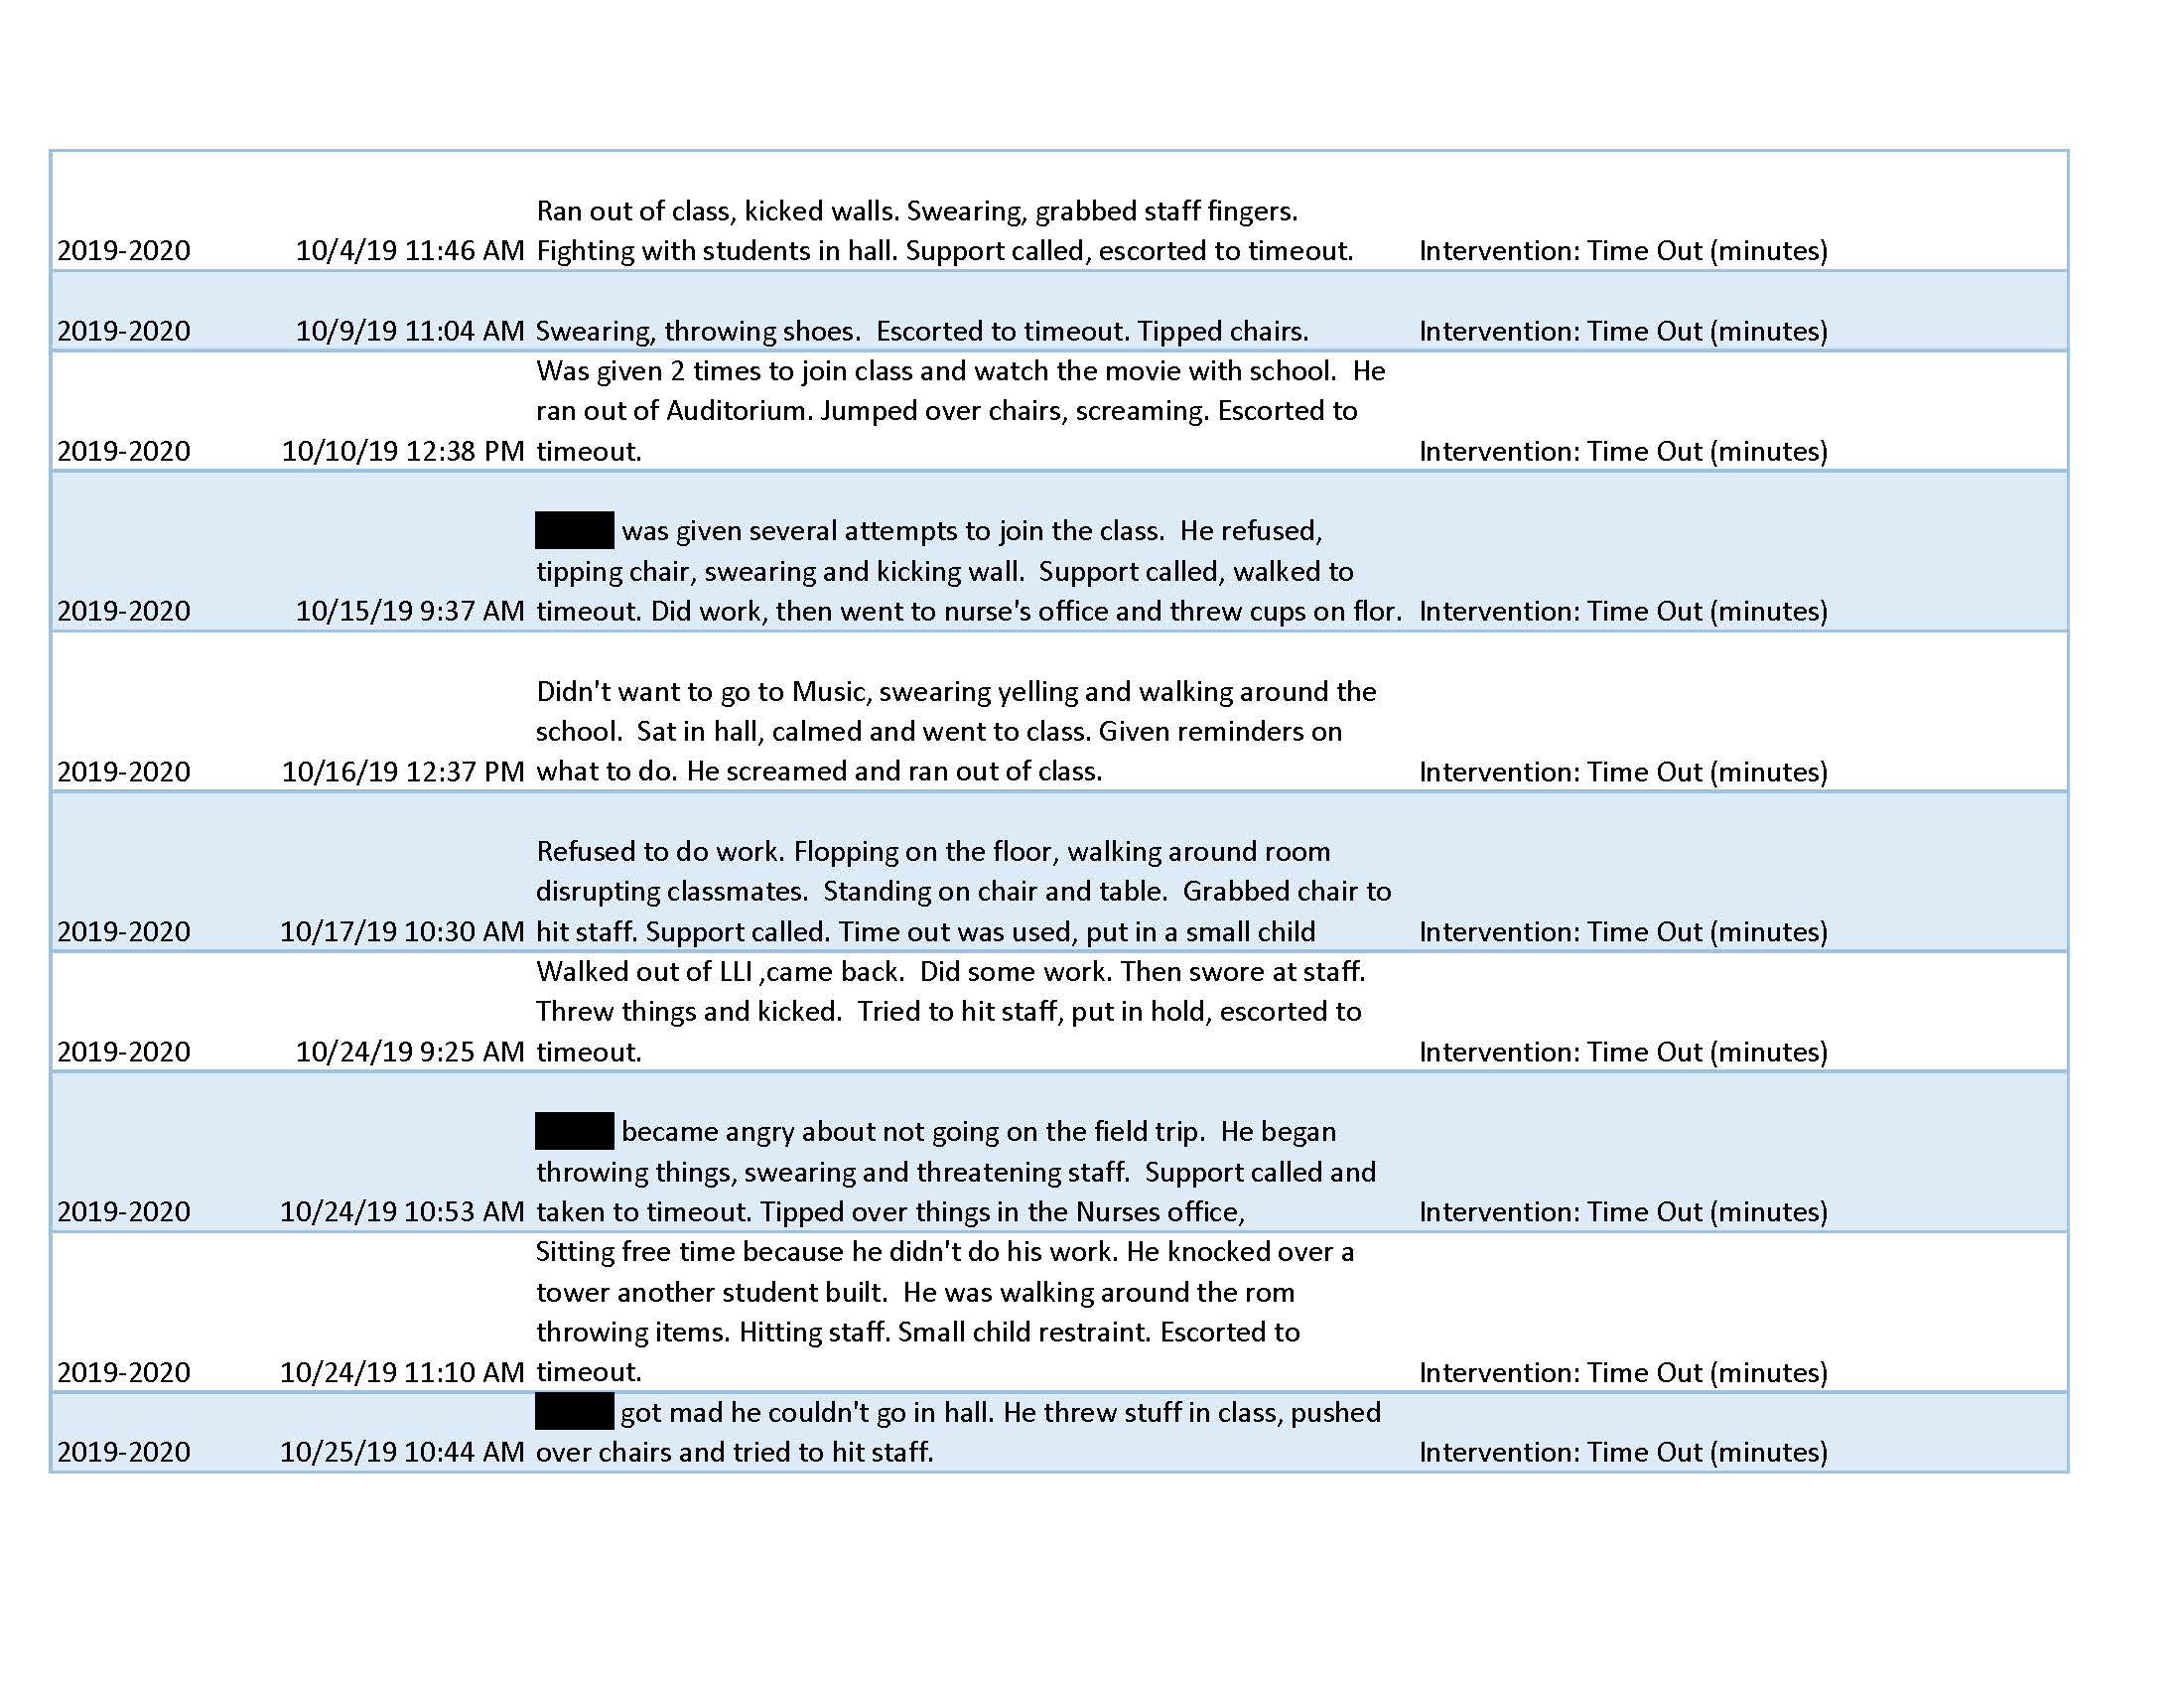 Ran out of class, kicked walls. Swearing, grabbed staff fingers.
2019-2020 10/4/19 11:46 AM Fighting with students in hall. Support called, escorted to timeout. Intervention: Time Out (minutes)
2019-2020 10/9/19 11:04 AM Swearing, throwing shoes.  Escorted to timeout. Tipped chairs. Intervention: Time Out (minutes)
Was given 2 times to join class and watch the movie with school.  He
ran out of Auditorium. Jumped over chairs, screaming. Escorted to
2019-2020 10/10/19 12:38 PM timeout. Intervention: Time Out (minutes)
was given several attempts to join the class.  He refused,
tipping chair, swearing and kicking wall.  Support called, walked to
2019-2020 10/15/19 9:37 AM timeout. Did work, then went to nurse's office and threw cups on flor. Intervention: Time Out (minutes)
Didn't want to go to Music, swearing yelling and walking around the
school.  Sat in hall, calmed and went to class. Given reminders on
2019-2020 10/16/19 12:37 PM what to do. He screamed and ran out of class. Intervention: Time Out (minutes)
Refused to do work. Flopping on the floor, walking around room
disrupting classmates.  Standing on chair and table.  Grabbed chair to
2019-2020 10/17/19 10:30 AM hit staff. Support called. Time out was used, put in a small child Intervention: Time Out (minutes)
Walked out of LLI ,came back.  Did some work. Then swore at staff.
Threw things and kicked.  Tried to hit staff, put in hold, escorted to
2019-2020 10/24/19 9:25 AM timeout. Intervention: Time Out (minutes)
became angry about not going on the field trip.  He began
throwing things, swearing and threatening staff.  Support called and
2019-2020 10/24/19 10:53 AM taken to timeout. Tipped over things in the Nurses office, Intervention: Time Out (minutes)
Sitting free time because he didn't do his work. He knocked over a
tower another student built.  He was walking around the rom
throwing items. Hitting staff. Small child restraint. Escorted to
2019-2020 10/24/19 11:10 AM timeout. Intervention: Time Out (minutes)
got mad he couldn't go in hall. He threw stuff in class, pushed
2019-2020 10/25/19 10:44 AM over chairs and tried to hit staff. Intervention: Time Out (minutes)